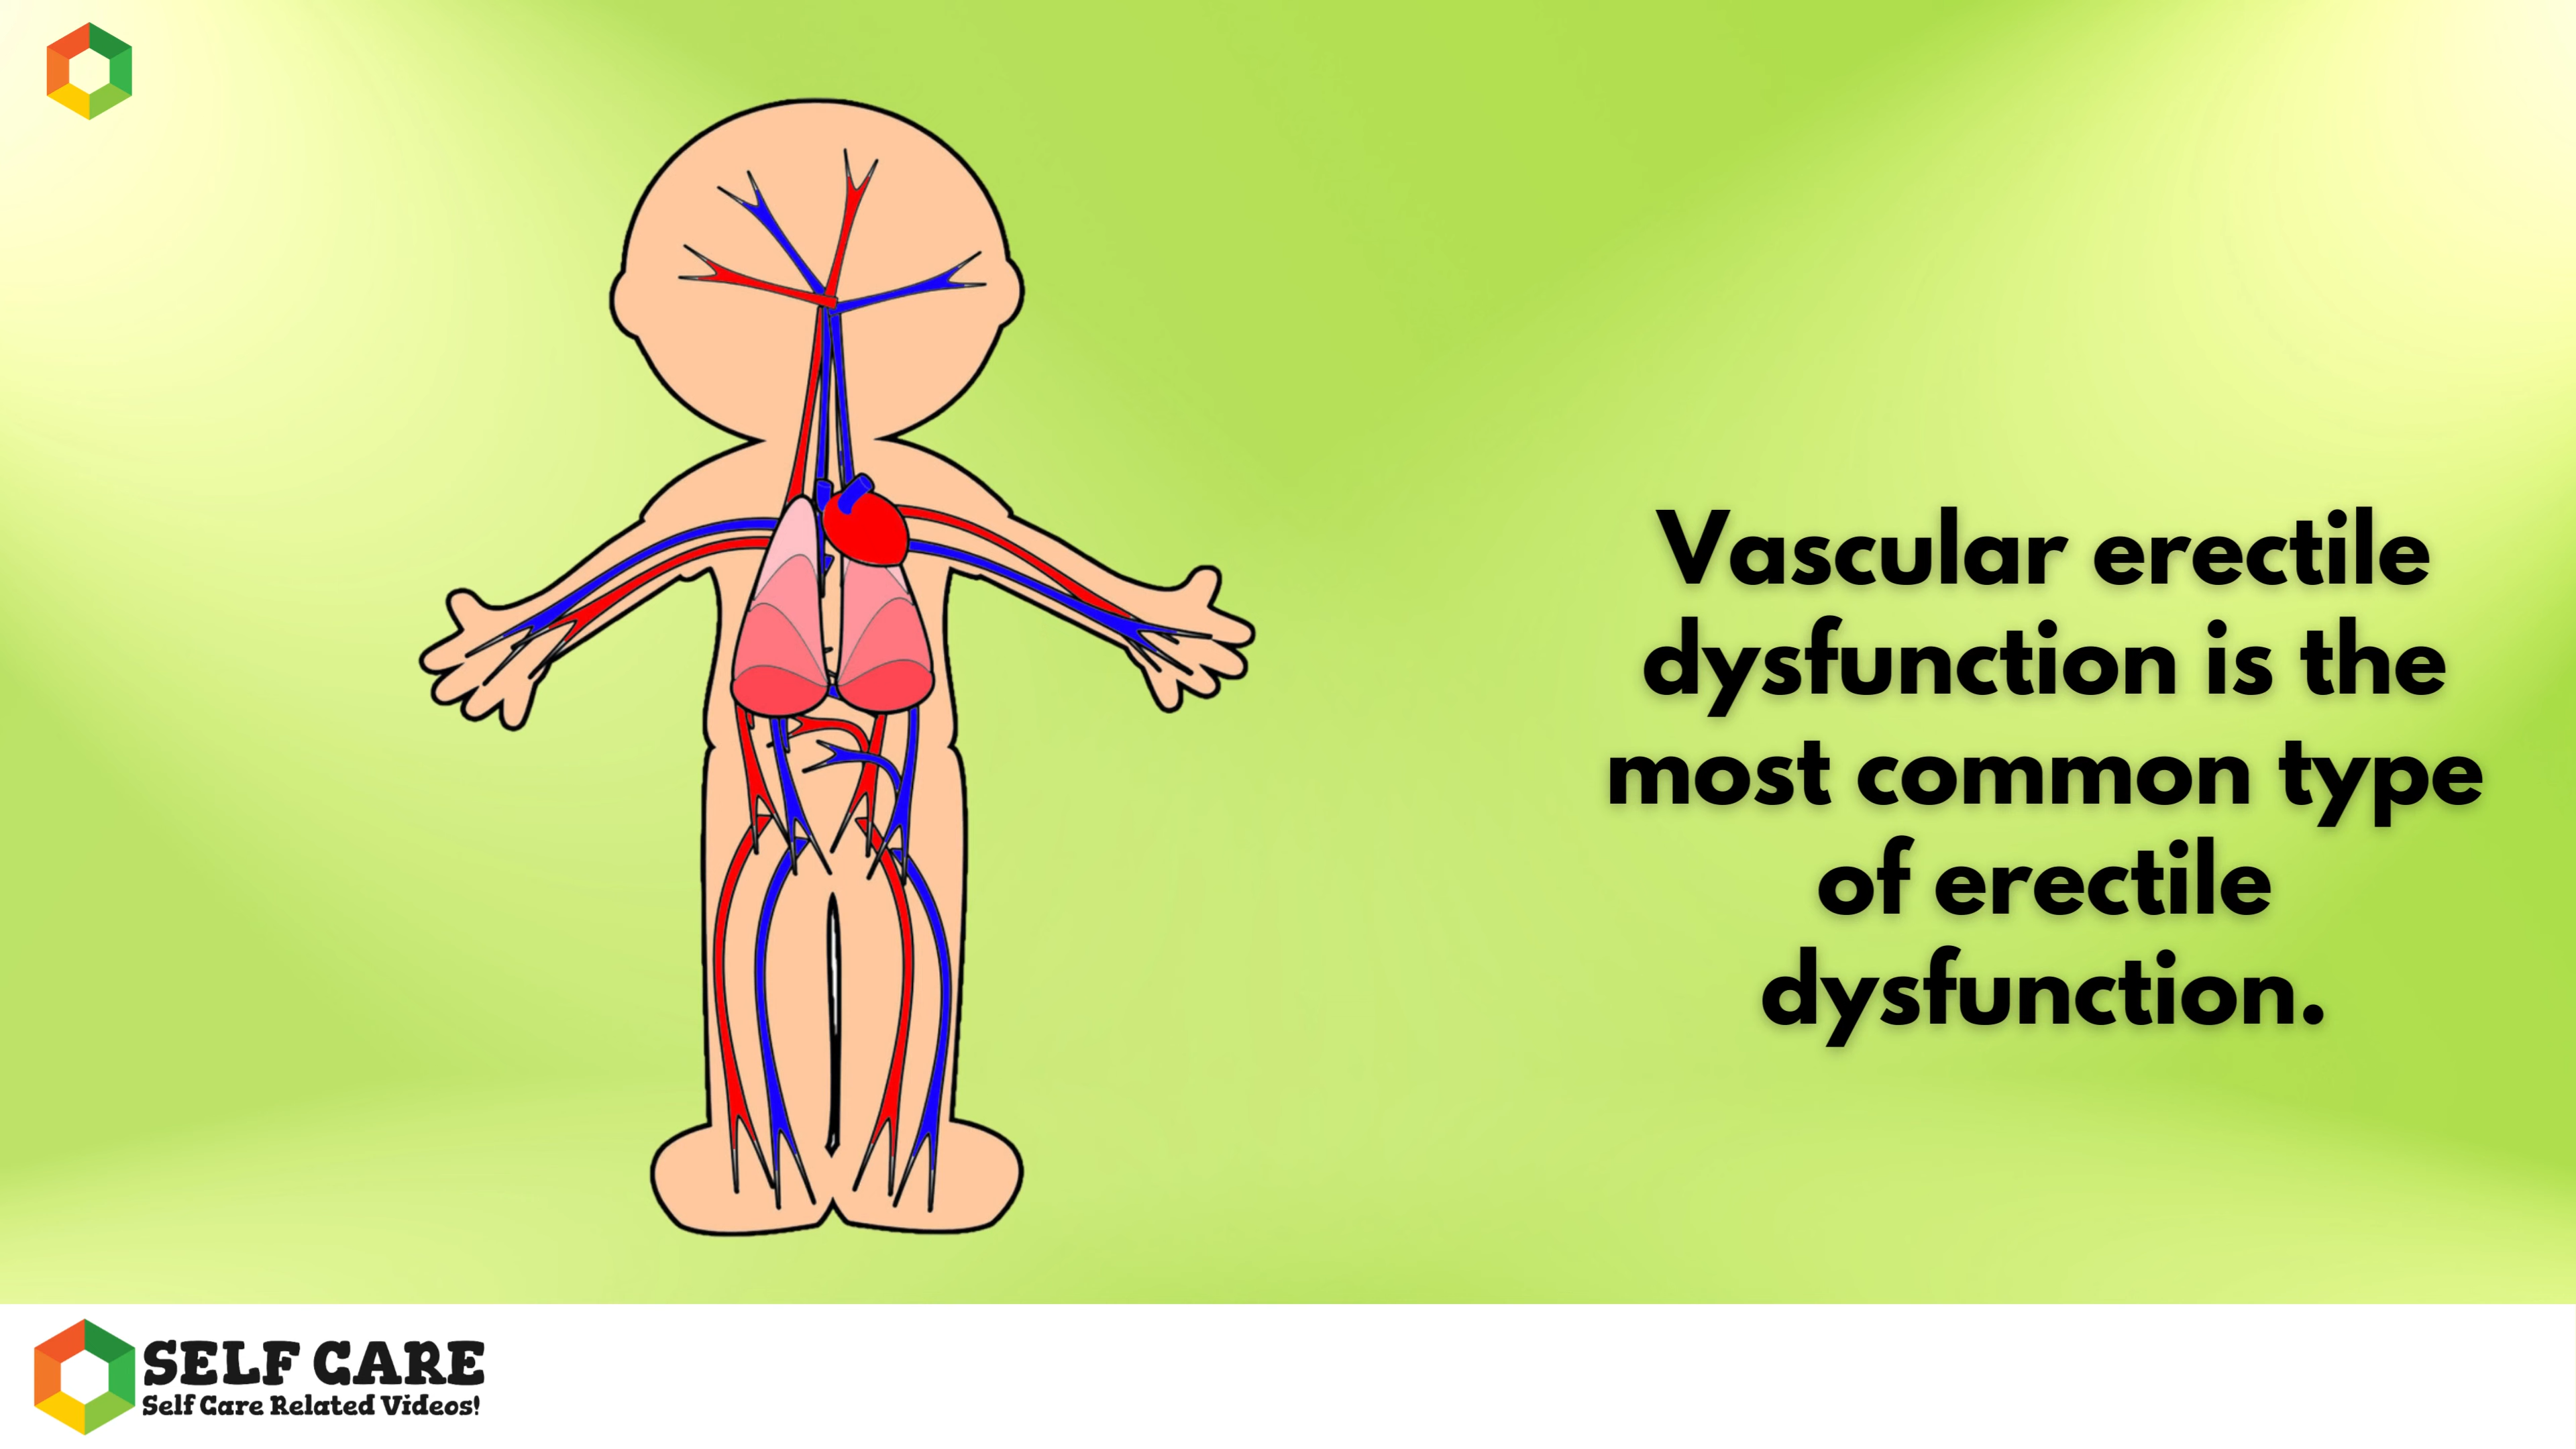 Vascular erectile
dysfunction is the
most common type
of erectile
dysfunction.
SELF CARE
Self Care Related Videos!